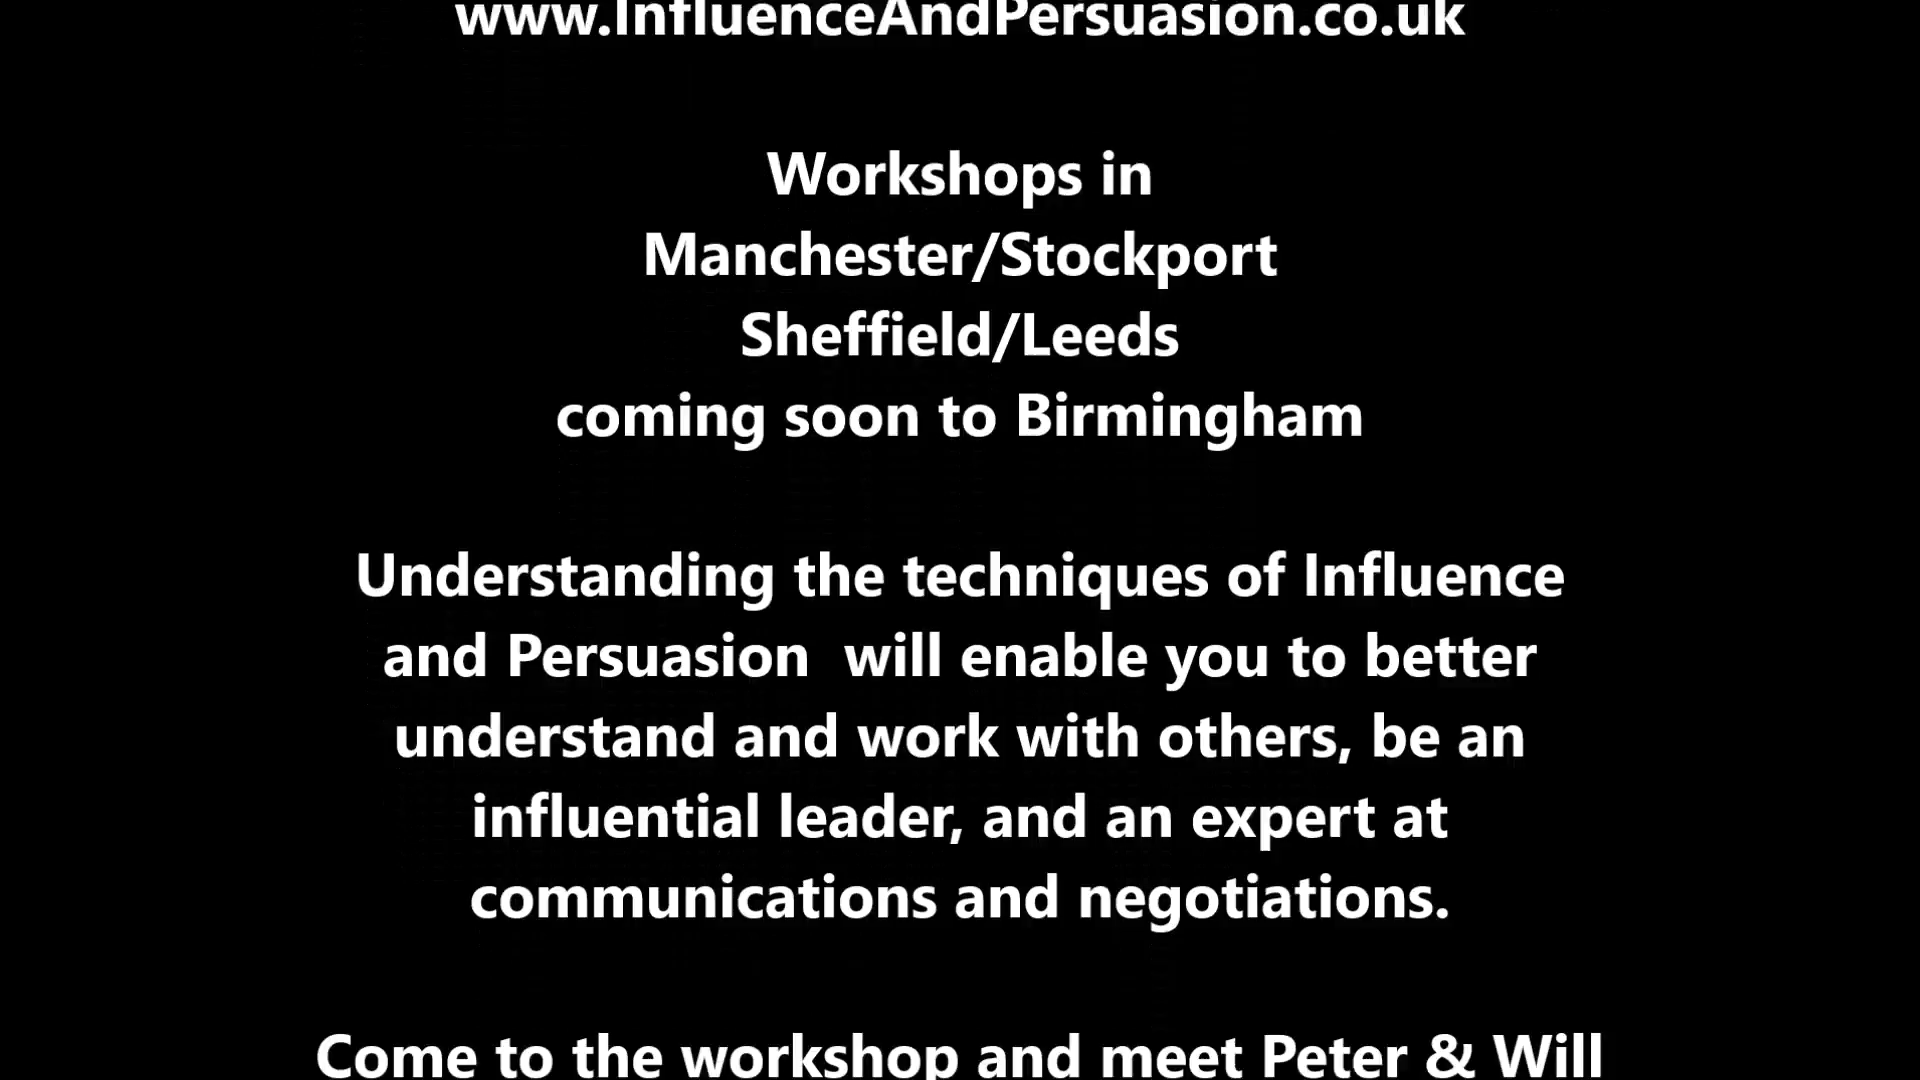 www.InfluenceAndPersuasion.co.uk
Workshops in
Manchester/Stockport
Sheffield/Leeds
coming soon to Birmingham
Understanding the techniques of Influence
and Persuasion  will enable you to better
understand and work with others, be an
influential leader, and an expert at
communications and negotiations.
Come to the workshop and meet Peter & Will